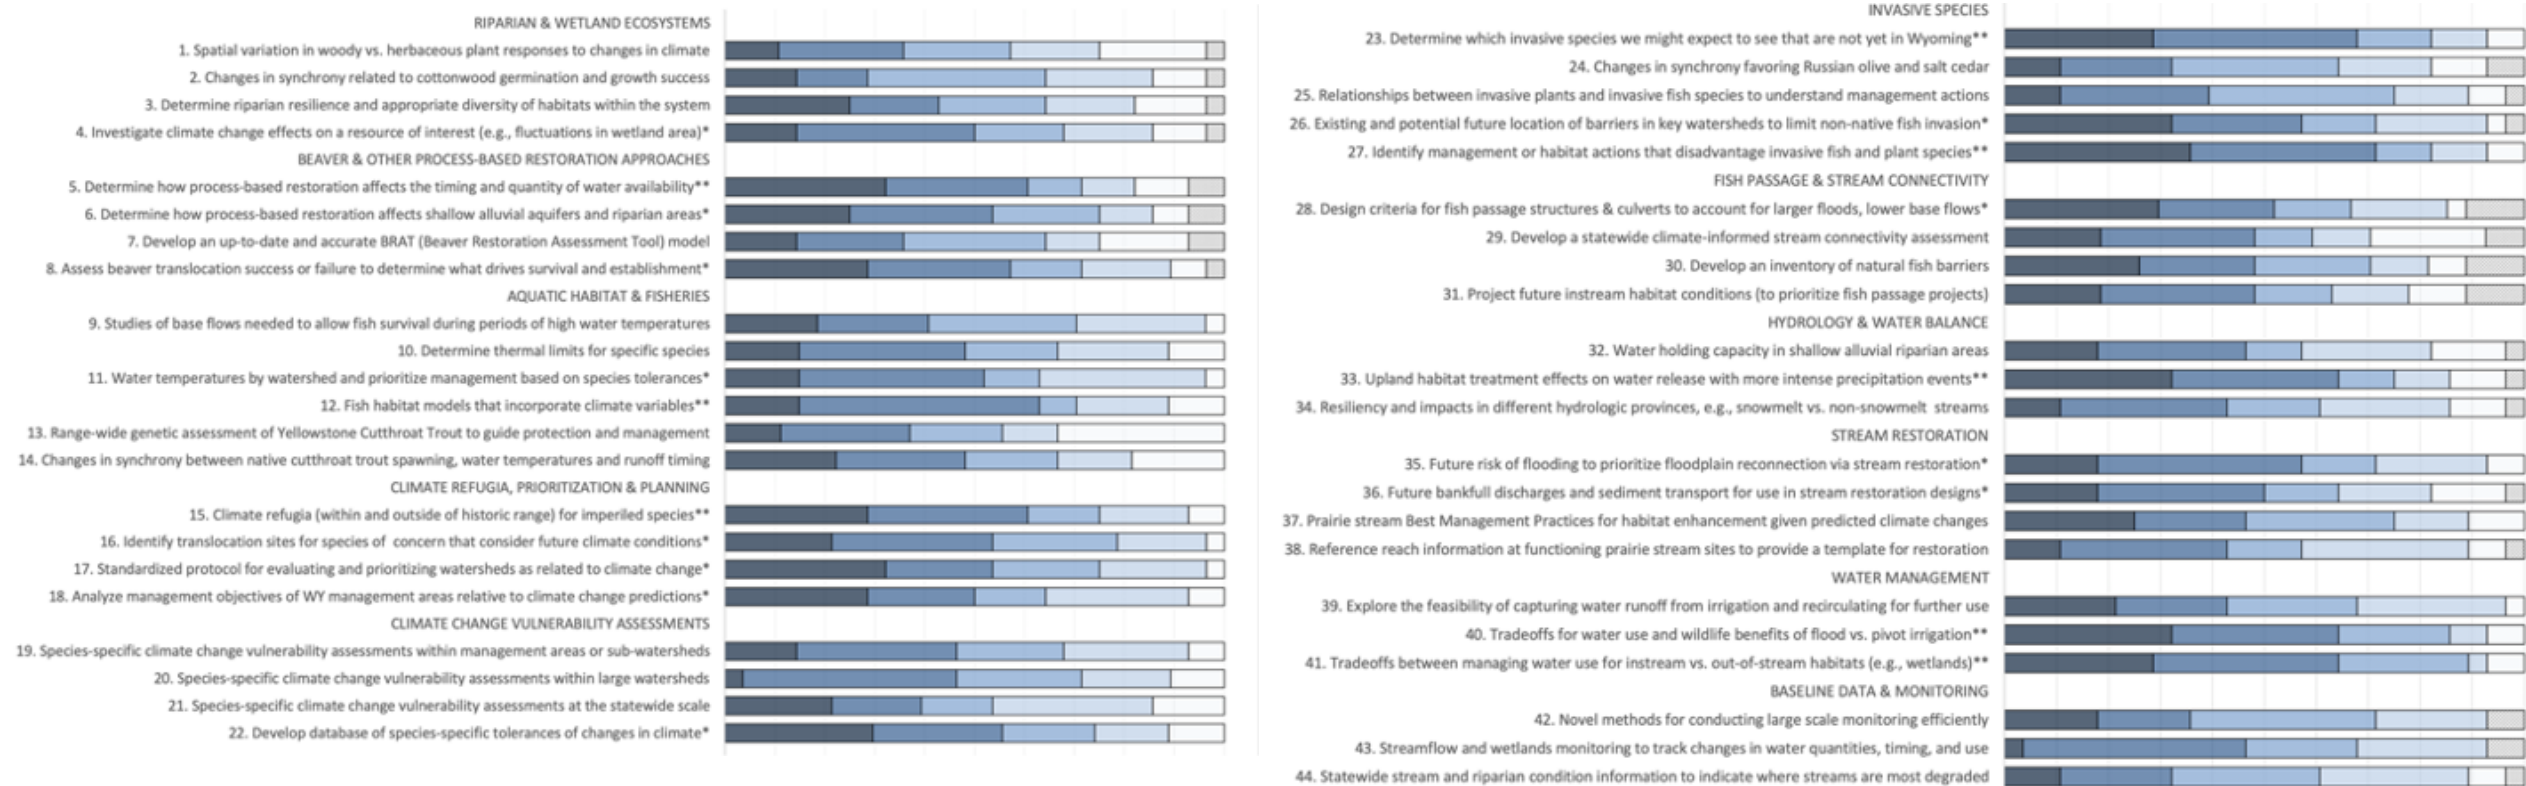 RIPARIAN & WETLAND ECOSYSTEMS
1. Spatial variation in woody vs. herbaceous plant responses to changes in climate
2. Changes in synchrony related to cottonwood germination and growth success
3. Determine riparian resilience and appropriate diversity of habitats within the system
4. Investigate climate change effects on a resource of interest (e.g., fluctuations in wetland area)*
BEAVER & OTHER PROCESS-BASED RESTORATION APPROACHES
5. Determine how process-based restoration affects the timing and quantity of water availability**
6. Determine how process-based restoration affects shallow alluvial aquifers and riparian areas*
7. Develop an up-to-date and accurate BRAT (Beaver Restoration Assessment Tool) model
8. Assess beaver translocation success or failure to determine what drives survival and establishment*
AQUATIC HABITAT & FISHERIES
9. Studies of base flows needed to allow fish survival during periods of high water temperatures
10. Determine thermal limits for specific species
11. Water temperatures by watershed and prioritize management based on species tolerances*
12. Fish habitat models that incorporate climate variables**
13. Range-wide genetic assessment of Yellowstone Cutthroat Trout to guide protection and management
14. Changes in synchrony between native cutthroat trout spawning, water temperatures and runoff timing
CLIMATE REFUGIA, PRIORITIZATION & PLANNING
15. Climate refugia (within and outside of historic range) for imperiled species**
16. Identify translocation sites for species of concern that consider future climate conditions*
17. Standardized protocol for evaluating and prioritizing watersheds as related to climate change*
18. Analyze management objectives of WY management areas relative to climate change predictions*
CLIMATE CHANGE VULNERABILITY ASSESSMENTS
19. Species-specific climate change vulnerability assessments within management areas or sub-watersheds
20. Species-specific climate change vulnerability assessments within large watersheds
21. Species-specific climate change vulnerability assessments at the statewide scale
22. Develop database of species-specific tolerances of changes in climate*
INVASIVE SPECIES
23. Determine which invasive species we might expect to see that are not yet in Wyoming**
24. Changes in synchrony favoring Russian olive and salt cedar
25. Relationships between invasive plants and invasive fish species to understand management actions
26. Existing and potential future location of barriers in key watersheds to limit non-native fish invasion*
27. Identify management or habitat actions that disadvantage invasive fish and plant species**
FISH PASSAGE & STREAM CONNECTIVITY
28. Design criteria for fish passage structures & culverts to account for larger floods, lower base flows*
29. Develop a statewide climate-informed stream connectivity assessment
30. Develop an inventory of natural fish barriers
31. Project future instream habitat conditions (to prioritize fish passage projects)
HYDROLOGY & WATER BALANCE
32. Water holding capacity in shallow alluvial riparian areas
33. Upland habitat treatment effects on water release with more intense precipitation events**
34. Resiliency and impacts in different hydrologic provinces, e.g., snowmelt vs. non-snowmelt streams
STREAM RESTORATION
35. Future risk of flooding to prioritize floodplain reconnection via stream restoration*
36. Future bankfull discharges and sediment transport for use in stream restoration designs*
37. Prairie stream Best Management Practices for habitat enhancement given predicted climate changes
38. Reference reach information at functioning prairie stream sites to provide a template for restoration
WATER MANAGEMENT
39. Explore the feasibility of capturing water runoff from irrigation and recirculating for further use
40. Tradeoffs for water use and wildlife benefits of flood vs. pivot irrigation**
41. Tradeoffs between managing water use for instream vs. out-of-stream habitats (e.g., wetlands)**
BASELINE DATA & MONITORING
42. Novel methods for conducting large scale monitoring efficiently
43. Streamflow and wetlands monitoring to track changes in water quantities, timing, and use
44. Statewide stream and riparian condition information to indicate where streams are most degraded